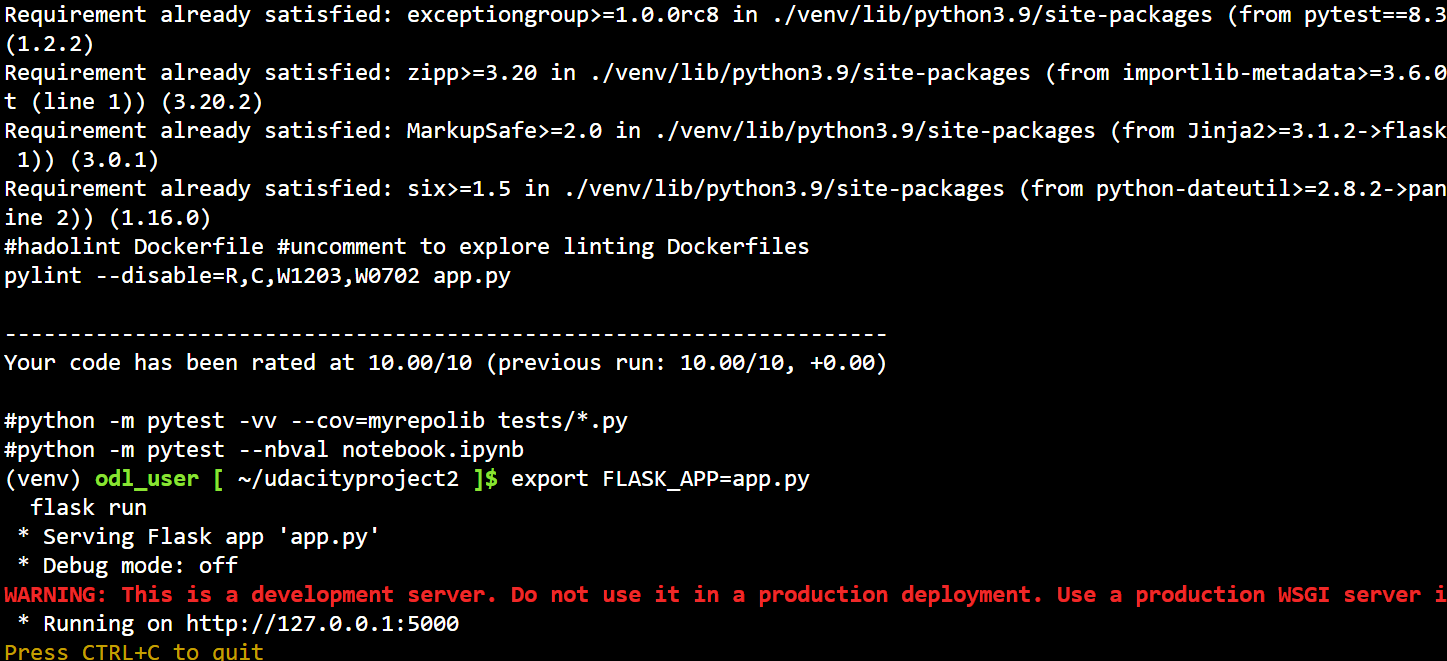 Requirement already satisfied: exceptiongroup>=1.0.0rc8 in ./venv/lib/python3.9/site-packages (from pytest==8.3
(1.2.2)
Requirement already satisfied: zipp>=3.20 in ./venv/lib/python3.9/site-packages (from importlib-metadata>=3.6.0
t (line 1)) (3.20.2)
Requirement already satisfied: MarkupSafe>=2.0 in ./venv/lib/python3.9/site-packages (from Jinja2>=3.1.2->flask
 1)) (3.0.1)
Requirement already satisfied: six>=1.5 in ./venv/lib/python3.9/site-packages (from python-dateutil>=2.8.2->pan
ine 2)) (1.16.0)
#hadolint Dockerfile #uncomment to explore linting Dockerfiles
pylint --disable=R,C,W1203,W0702 app.py
--------------------------------------------------------------------
Your code has been rated at 10.00/10 (previous run: 10.00/10, +0.00)
#python -m pytest -vv --cov=myrepolib tests/*.py
#python -m pytest --nbval notebook.ipynb
(venv) odl_user [ ~/udacityproject2 ]$ export FLASK_APP=app.py
  flask run
 * Serving Flask app 'app.py'
 * Debug mode: off
WARNING: This is a development server. Do not use it in a production deployment. Use a production WSGI server i
 * Running on http://127.0.0.1:5000
Press CTRL+C to quit